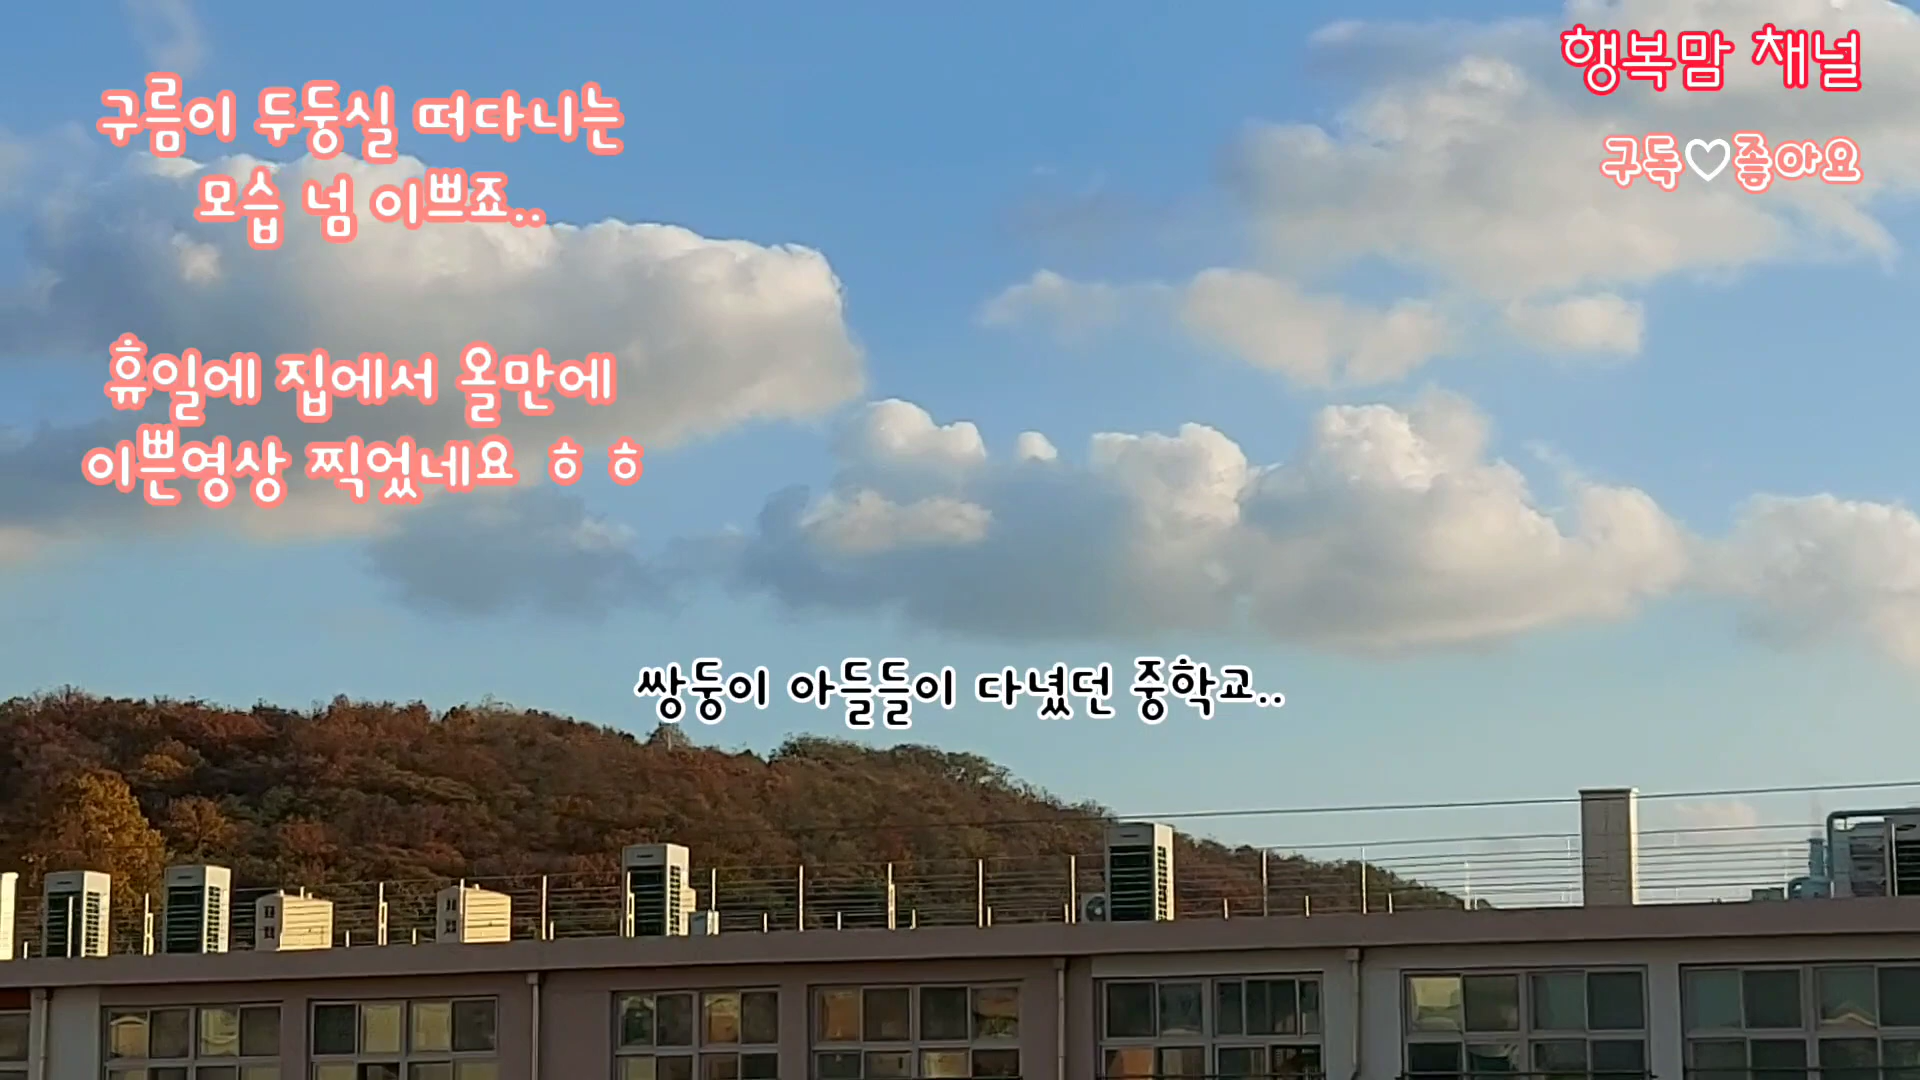 행복맘 채널
구독♡좋아요
구름이 두둥실 떠다니는
모습 넘 이쁘죠..
휴일에 집에서 올만에
이쁜영상 찍었네요 ㅎ ㅎ
쌍둥이 아들들이 다녔던 중학교..